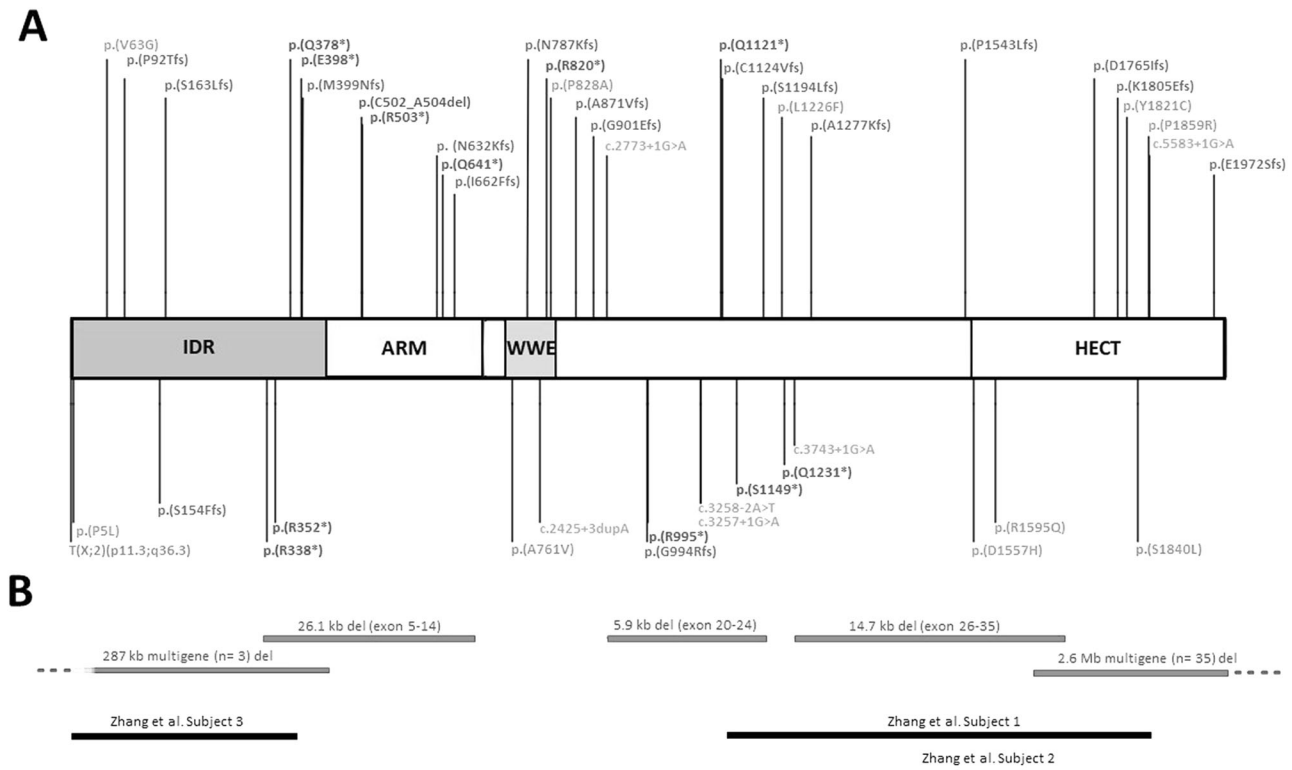 A
p.(V63G)
p.(P92Tfs)
p.(S163Lfs)
p.(Q378*)
p.(E398*)
p.(M399Nfs)
p.(C502_A504del)
p.(R503*)
p. (N632Kfs)
p.(Q641*)
p.(I662Ffs)
p.(N787Kfs)
p.(R820*)
p.(P828A)
p.(A871Vfs)
p.(G901Efs)
c.2773+1G>A
p.(Q1121*)
p.(C1124Vfs)
p.(S1194Lfs)
p.(L1226F)
p.(A1277Kfs)
p.(P1543Lfs)
p.(D1765Ifs)
p.(K1805Efs)
p.(Y1821C)
p.(P1859R)
c.5583+1G>A
p.(E1972Sfs)
IDR
ARM
WWE
HECT
p.(P5L)
T(X;2)(p11.3;q36.3)
p.(S154Ffs)
p.(R352*)
p.(R338*)
c.2425+3dupA
p.(A761V)
p.(R995*)
p.(G994Rfs)
c.3258-2A>T
c.3257+1G>A
p.(S1149*)
p.(Q1231*)
c.3743+1G>A
p.(R1595Q)
p.(D1557H)
p.(S1840L)
B
26.1 kb del (exon 5-14)
5.9 kb del (exon 20-24)
14.7 kb del (exon 26-35)
287 kb multigene (n= 3) del
2.6 Mb multigene (n= 35) del
Zhang et al. Subject 3
Zhang et al. Subject 1
Zhang et al. Subject 2